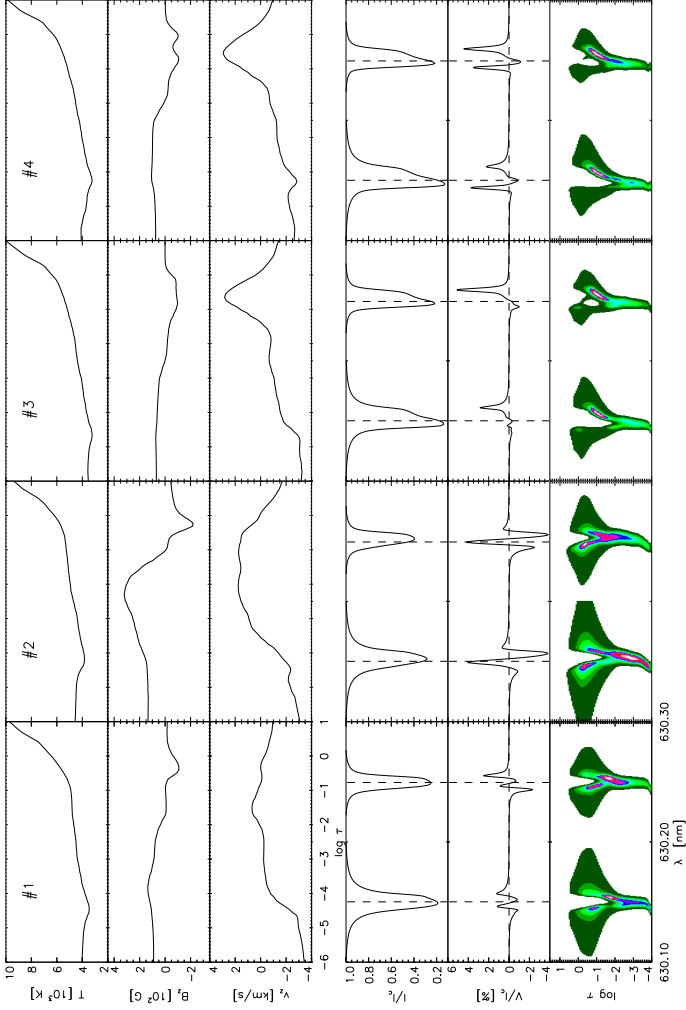 #1 #2 #3 #4
10
8
6
4
T [10³ K]
4
2
0
-2
B_z [10² G]
4
2
0
-2
v_z [km/s]
-6 -5 -4 -3 -2 -1 0 1
log τ
1.0
0.8
0.6
0.4
0.2
I/I_c
6
4
2
0
-2
-4
V/I_c [%]
1
0
-1
-2
-3
-4
log τ
630.10 630.20 630.30
λ [nm]